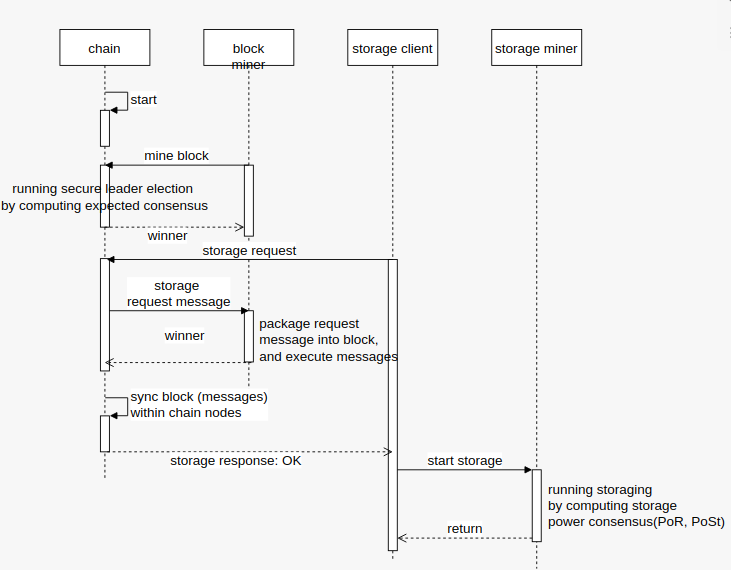 chain
block
miner
storage client
storage miner
start
mine block
running secure leader election
by computing expected consensus
winner
storage request
storage
request message
package request
message into block,
and execute messages
winner
sync block (messages)
within chain nodes
storage response: OK
start storage
running storaging
by computing storage
power consensus(PoR, PoSt)
return